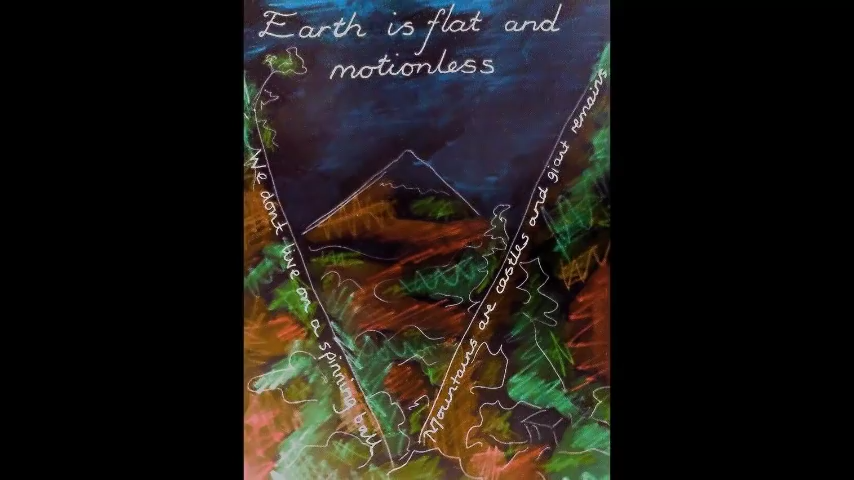 Earth is flat and
motionless
We dont live on a spinning ball
Mountains are castles and giant remains